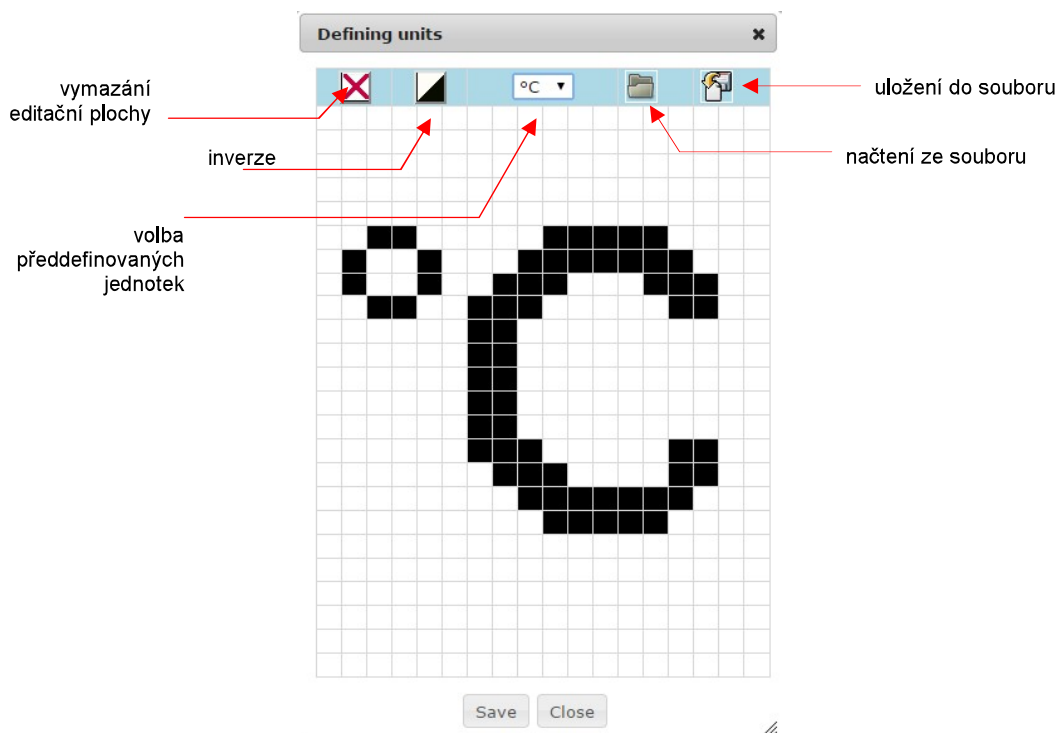 Defining units
vymazání
editační plochy
°C
uložení do souboru
inverze
načtení ze souboru
volba
předdefinovaných
jednotek
°C
Save
Close